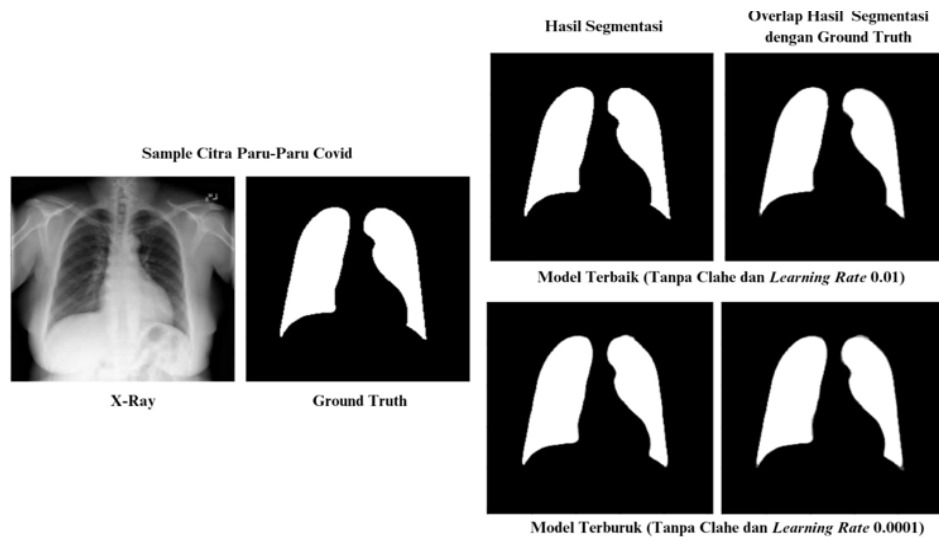 Hasil Segmentasi
Overlap Hasil Segmentasi
dengan Ground Truth
Sample Citra Paru-Paru Covid
X-Ray
Ground Truth
Model Terbaik (Tanpa Clahe dan Learning Rate 0.01)
Model Terburuk (Tanpa Clahe dan Learning Rate 0.0001)